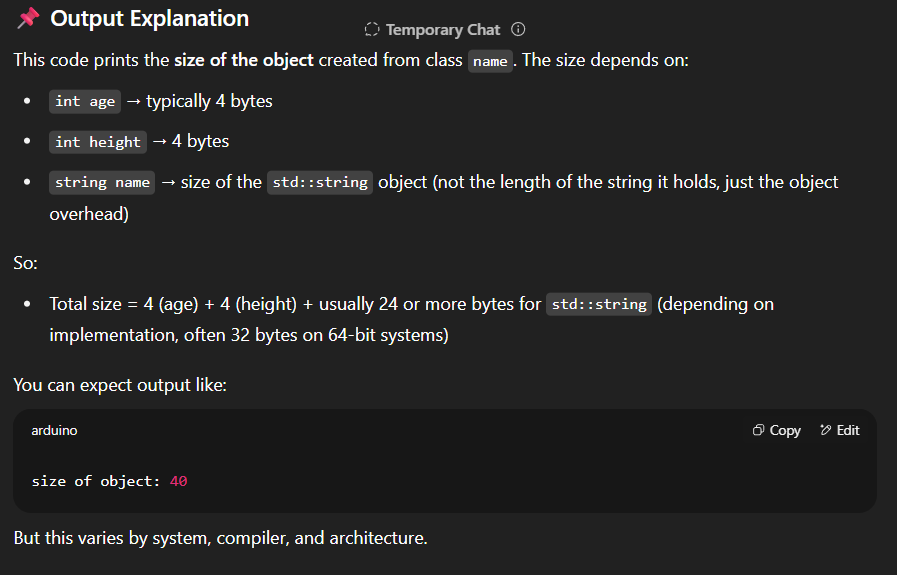 📌 Output Explanation
Temporary Chat
This code prints the size of the object created from class name. The size depends on:
• int age → typically 4 bytes
• int height → 4 bytes
• string name → size of the std::string object (not the length of the string it holds, just the object
overhead)
So:
• Total size = 4 (age) + 4 (height) + usually 24 or more bytes for std::string (depending on
implementation, often 32 bytes on 64-bit systems)
You can expect output like:
arduino
Copy
Edit
size of object: 40
But this varies by system, compiler, and architecture.